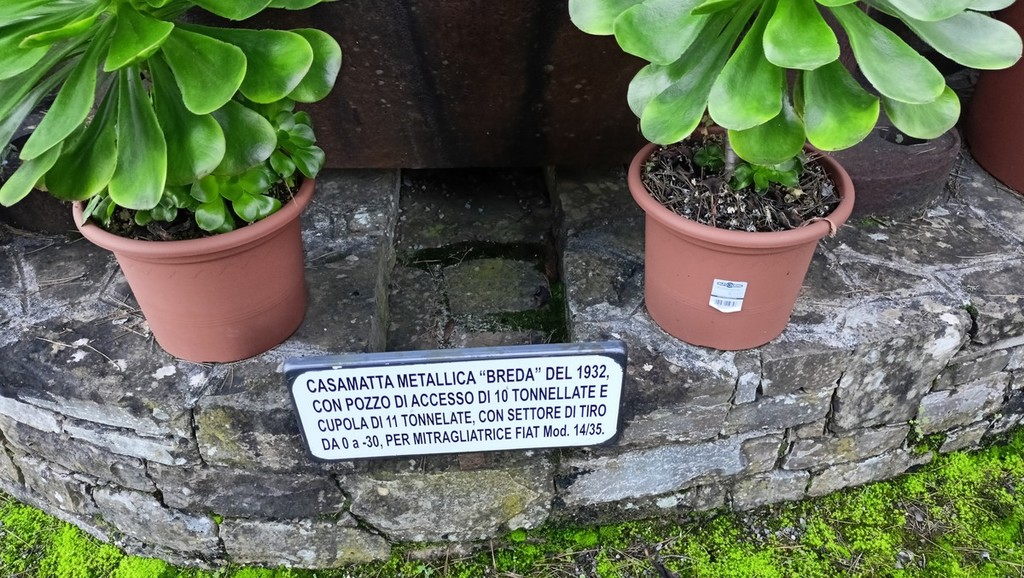 CASAMATTA METALLICA "BREDA" DEL 1932,
CON POZZO DI ACCESSO DI 10 TONNELLATE E
CUPOLA DI 11 TONNELATE, CON SETTORE DI TIRO
DA 0 a -30, PER MITRAGLIATRICE FIAT Mod. 14/35.